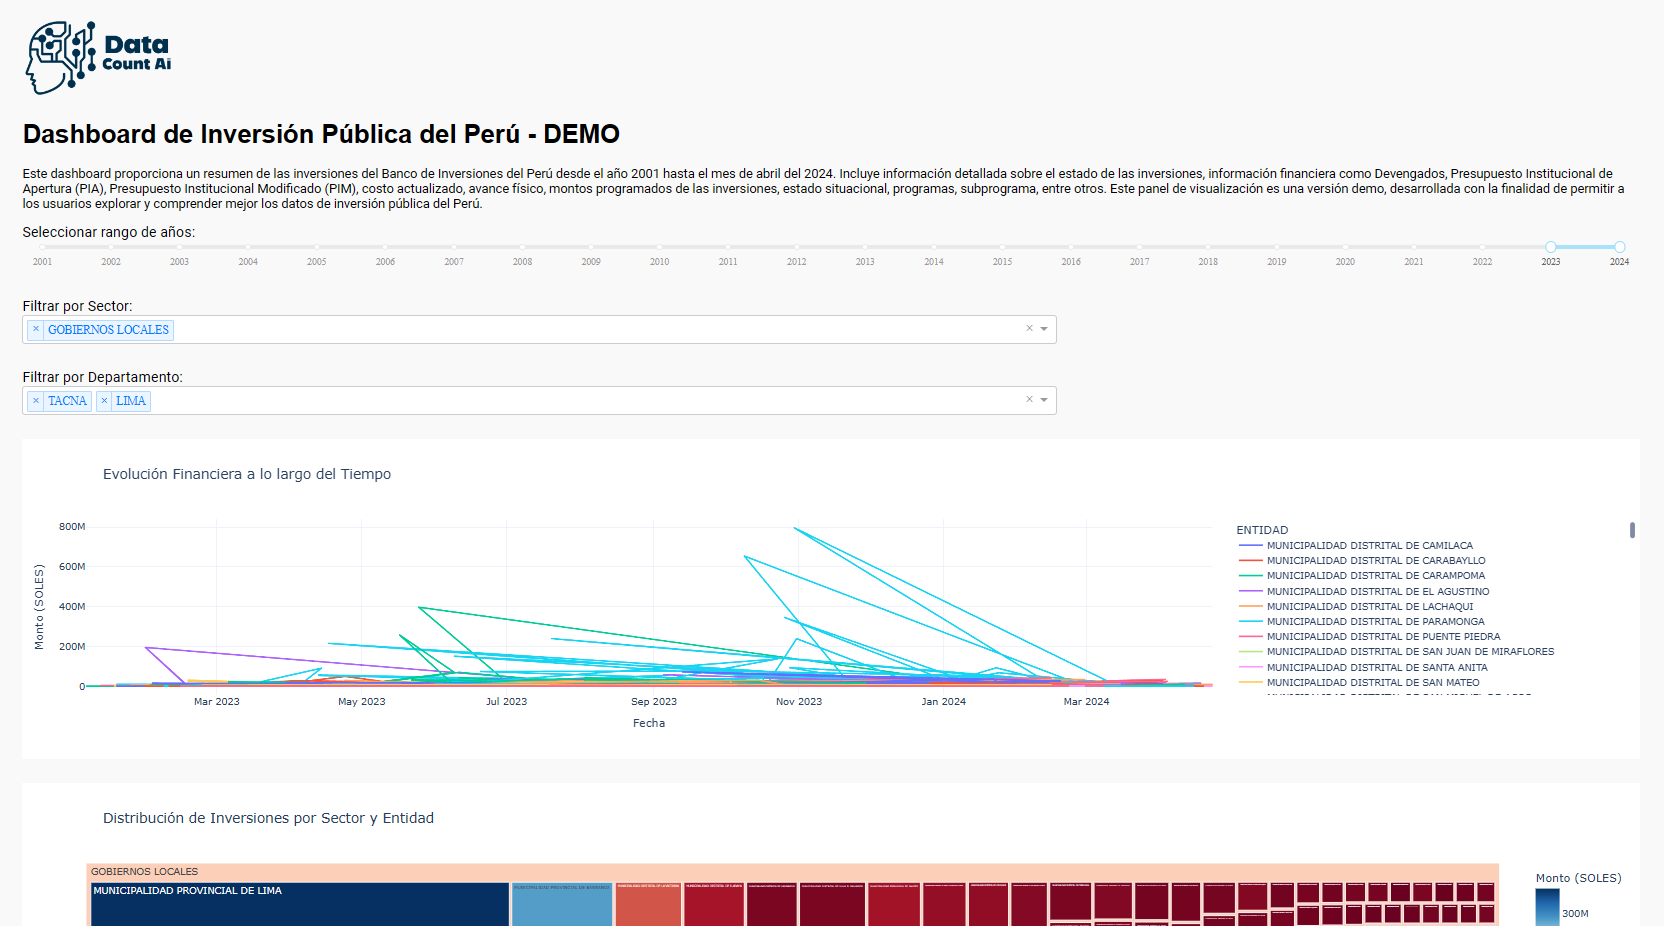 Data
Count Ai
Dashboard de Inversión Pública del Perú - DEMO
Este dashboard proporciona un resumen de las inversiones del Banco de Inversiones del Perú desde el año 2001 hasta el mes de abril del 2024. Incluye información detallada sobre el estado de las inversiones, información financiera como Devengados, Presupuesto Institucional de
Apertura (PIA), Presupuesto Institucional Modificado (PIM), costo actualizado, avance físico, montos programados de las inversiones, estado situacional, programas, subprograma, entre otros. Este panel de visualización es una versión demo, desarrollada con la finalidad de permitir a
los usuarios explorar y comprender mejor los datos de inversión pública del Perú.
Seleccionar rango de años:
2001 2002 2003 2004 2005 2006 2007 2008 2009 2010 2011 2012 2013 2014 2015 2016 2017 2018 2019 2020 2021 2022 2023 2024
Filtrar por Sector:
× GOBIERNOS LOCALES ×
Filtrar por Departamento:
× TACNA × LIMA ×
Evolución Financiera a lo largo del Tiempo
Monto (SOLES)
800M
600M
400M
200M
0
Mar 2023 May 2023 Jul 2023 Sep 2023 Nov 2023 Jan 2024 Mar 2024
Fecha
ENTIDAD
MUNICIPALIDAD DISTRITAL DE CAMILACA
MUNICIPALIDAD DISTRITAL DE CARABAYLLO
MUNICIPALIDAD DISTRITAL DE CARAMPOMA
MUNICIPALIDAD DISTRITAL DE EL AGUSTINO
MUNICIPALIDAD DISTRITAL DE LACHAQUI
MUNICIPALIDAD DISTRITAL DE PARAMONGA
MUNICIPALIDAD DISTRITAL DE PUENTE PIEDRA
MUNICIPALIDAD DISTRITAL DE SAN JUAN DE MIRAFLORES
MUNICIPALIDAD DISTRITAL DE SANTA ANITA
MUNICIPALIDAD DISTRITAL DE SAN MATEO
Distribución de Inversiones por Sector y Entidad
GOBIERNOS LOCALES
MUNICIPALIDAD PROVINCIAL DE LIMA
Monto (SOLES)
300M